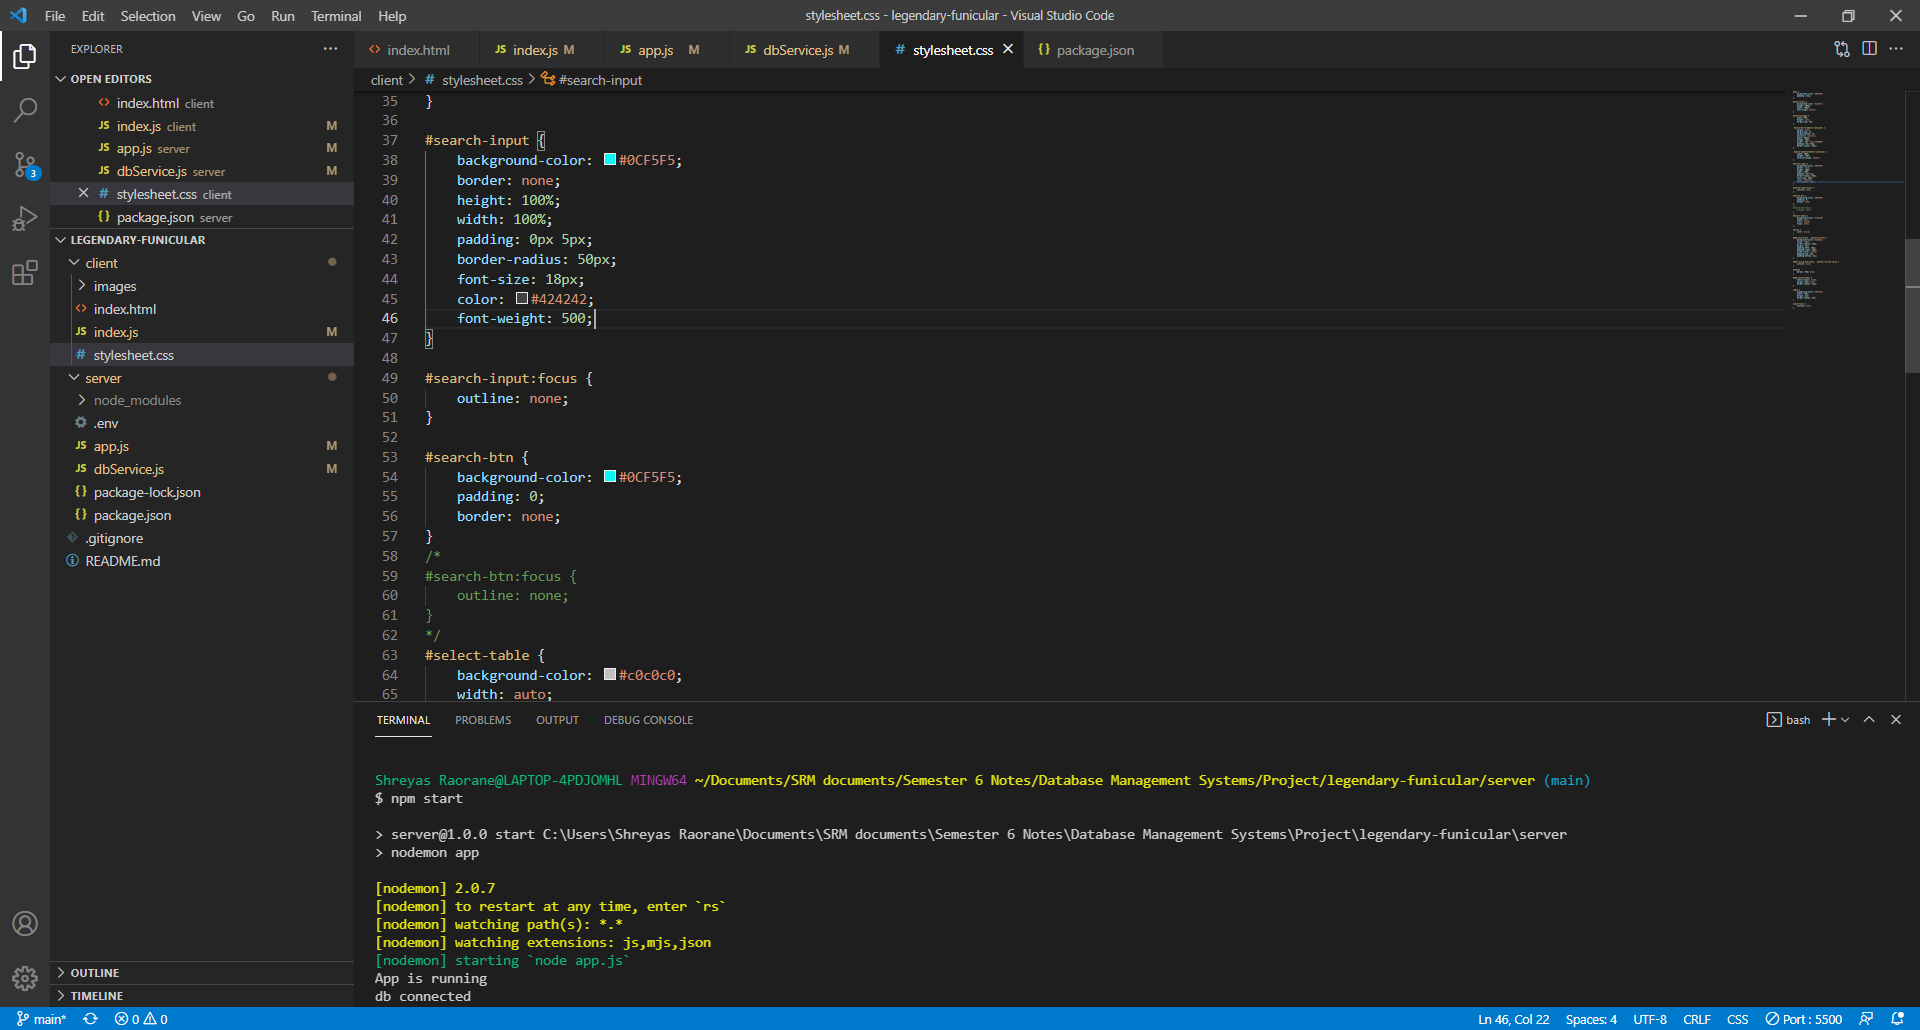 File Edit Selection View Go Run Terminal Help
stylesheet.css - legendary-funicular - Visual Studio Code
EXPLORER
OPEN EDITORS
index.html client
JS index.js client M
JS app.js server M
JS dbService.js server M
# stylesheet.css client
{} package.json server
LEGENDARY-FUNICULAR
client
images
index.html
JS index.js M
# stylesheet.css
server
node_modules
.env
JS app.js M
JS dbService.js M
{} package-lock.json
{} package.json
.gitignore
README.md
OUTLINE
TIMELINE
3
<> index.html JS index.js M JS app.js M JS dbService.js M # stylesheet.css {} package.json
client > # stylesheet.css > #search-input
35 }
36
37 #search-input {
38 background-color: #0CF5F5;
39 border: none;
40 height: 100%;
41 width: 100%;
42 padding: 0px 5px;
43 border-radius: 50px;
44 font-size: 18px;
45 color: #424242;
46 font-weight: 500;
47 }
48
49 #search-input:focus {
50 outline: none;
51 }
52
53 #search-btn {
54 background-color: #0CF5F5;
55 padding: 0;
56 border: none;
57 }
58 /*
59 #search-btn:focus {
60 outline: none;
61 }
62 */
63 #select-table {
64 background-color: #c0c0c0;
65 width: auto;
TERMINAL PROBLEMS OUTPUT DEBUG CONSOLE
bash
Shreyas Raorane@LAPTOP-4PDJOMHL MINGW64 ~/Documents/SRM documents/Semester 6 Notes/Database Management Systems/Project/legendary-funicular/server (main)
$ npm start
> server@1.0.0 start C:\Users\Shreyas Raorane\Documents\SRM documents\Semester 6 Notes\Database Management Systems\Project\legendary-funicular\server
> nodemon app
[nodemon] 2.0.7
[nodemon] to restart at any time, enter `rs`
[nodemon] watching path(s): *.*
[nodemon] watching extensions: js,mjs,json
[nodemon] starting `node app.js`
App is running
db connected
main* 0 0
Ln 46, Col 22 Spaces: 4 UTF-8 CRLF CSS Port : 5500